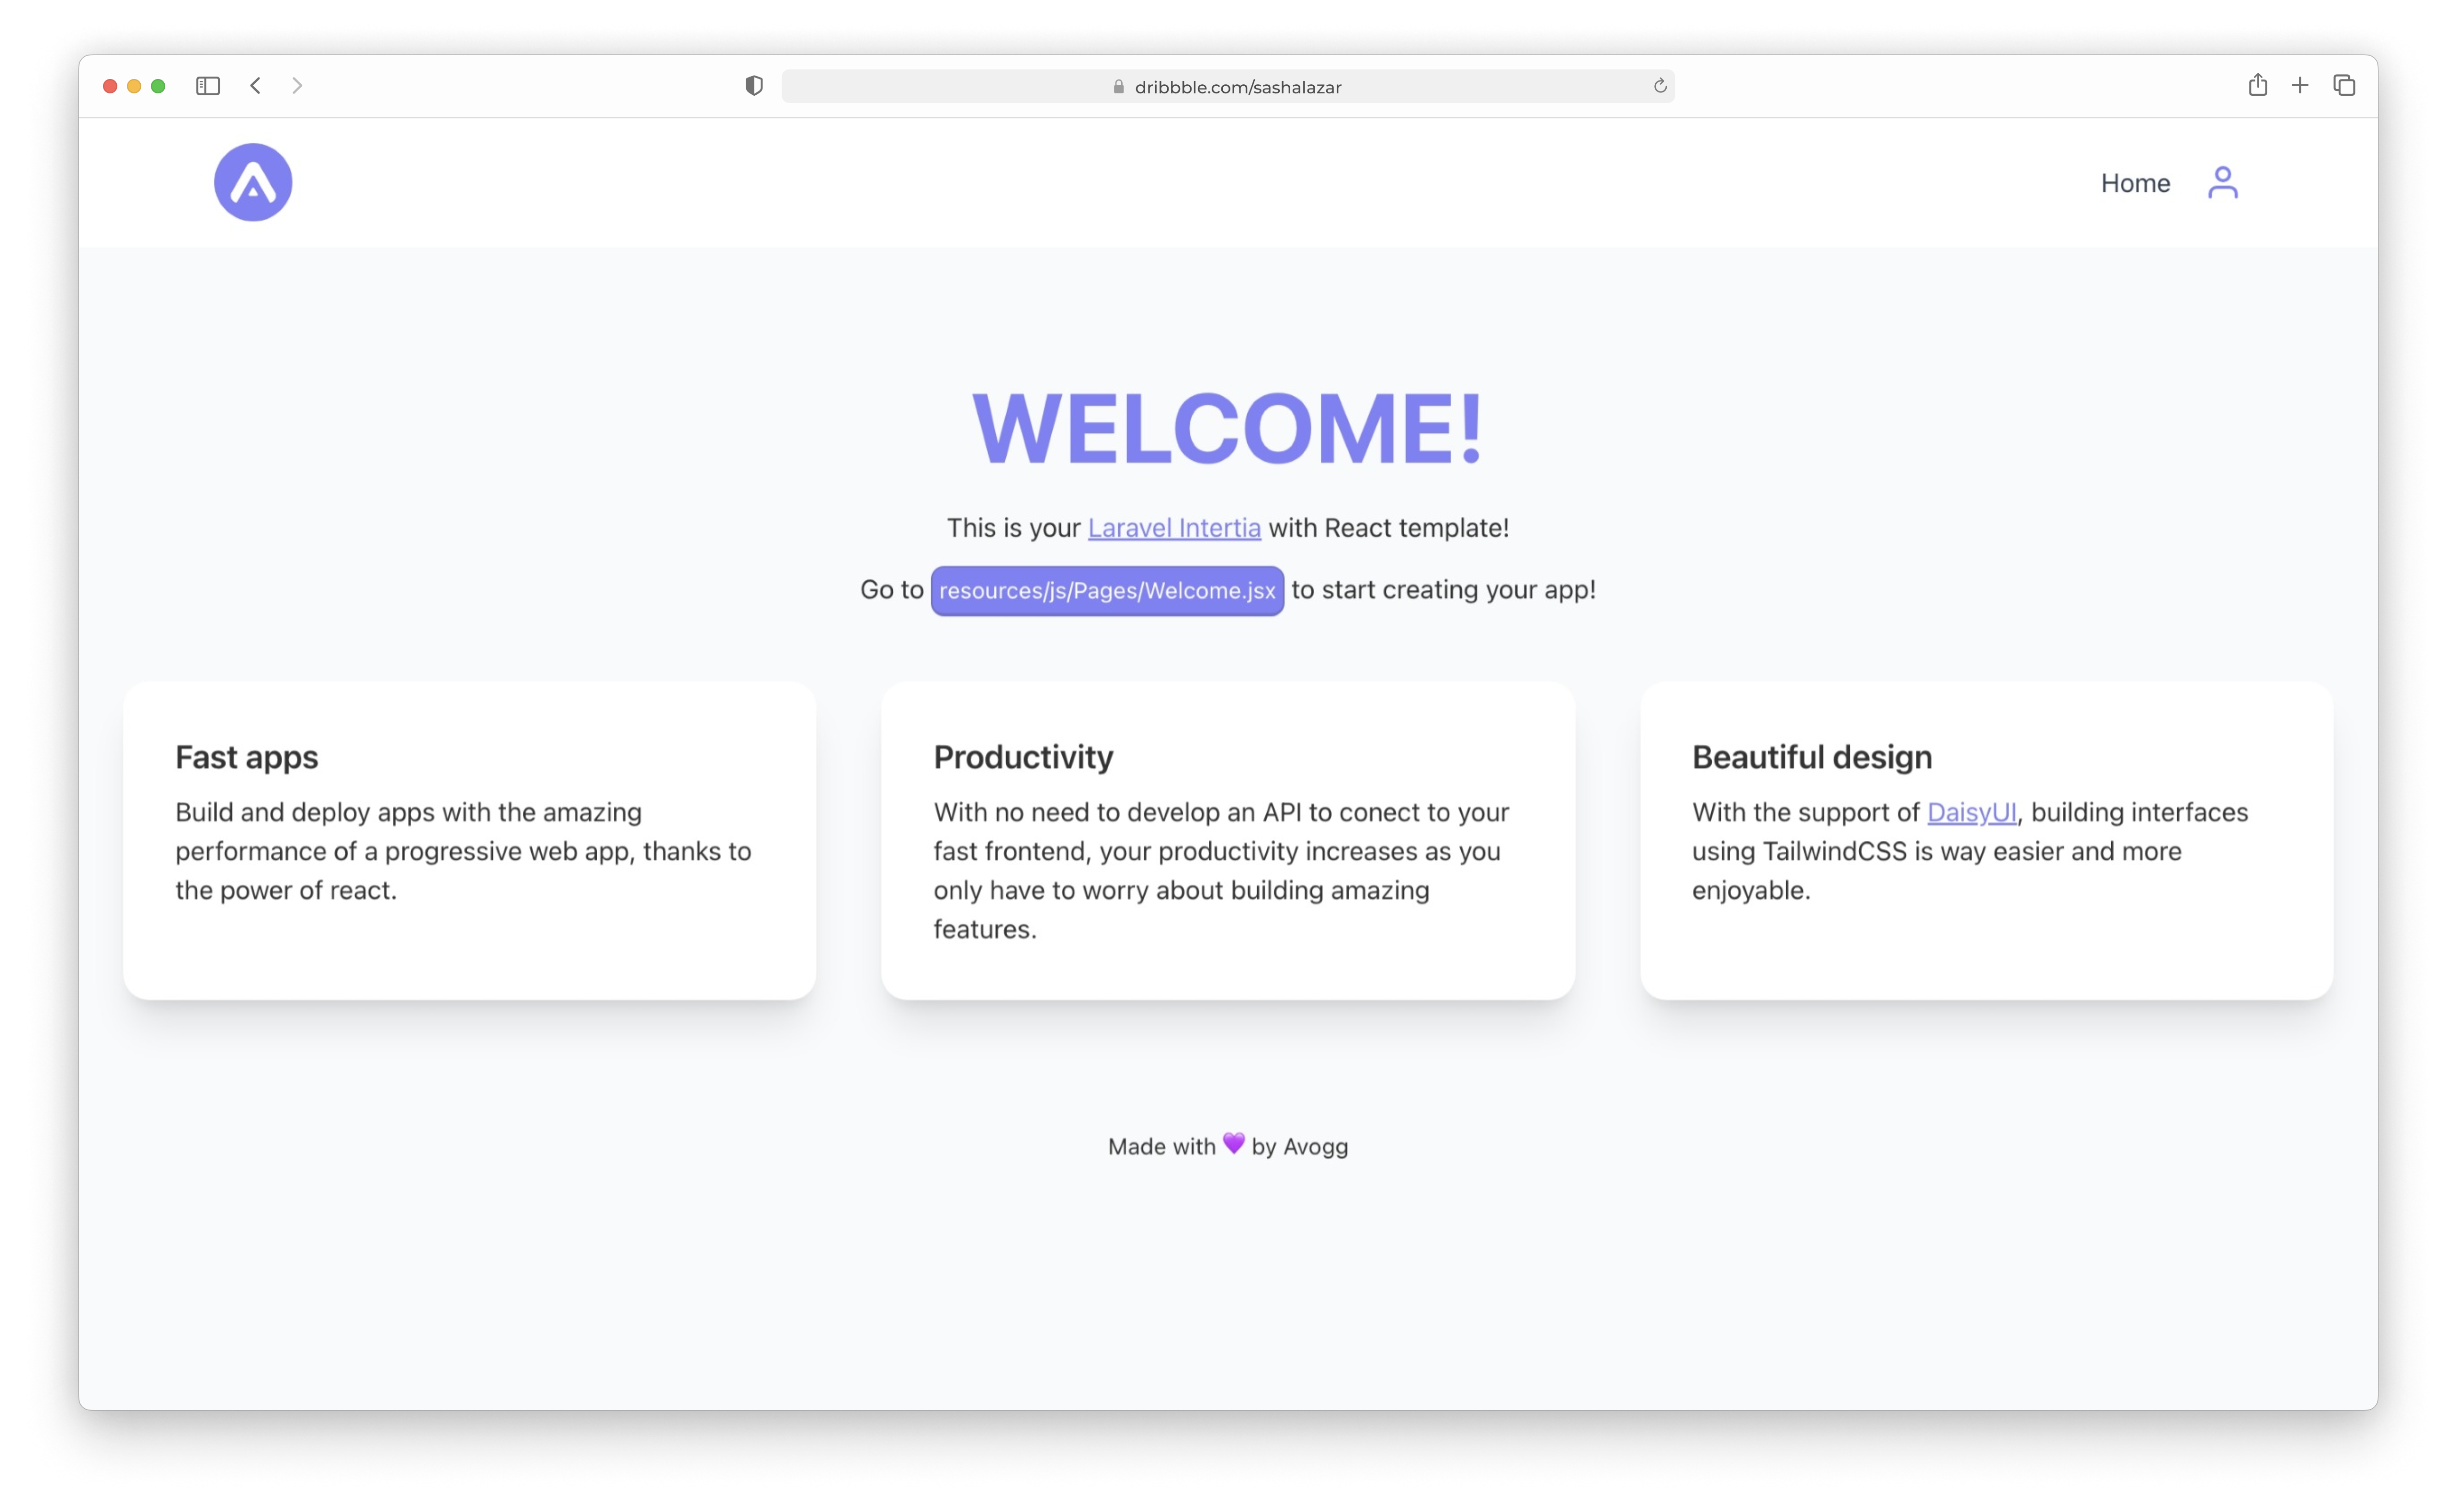 dribbble.com/sashalazar
Home
WELCOME!
This is your Laravel Intertia with React template!
Go to resources/js/Pages/Welcome.jsx to start creating your app!
Fast apps
Build and deploy apps with the amazing
performance of a progressive web app, thanks to
the power of react.
Productivity
With no need to develop an API to conect to your
fast frontend, your productivity increases as you
only have to worry about building amazing
features.
Beautiful design
With the support of DaisyUI, building interfaces
using TailwindCSS is way easier and more
enjoyable.
Made with 💜 by Avogg